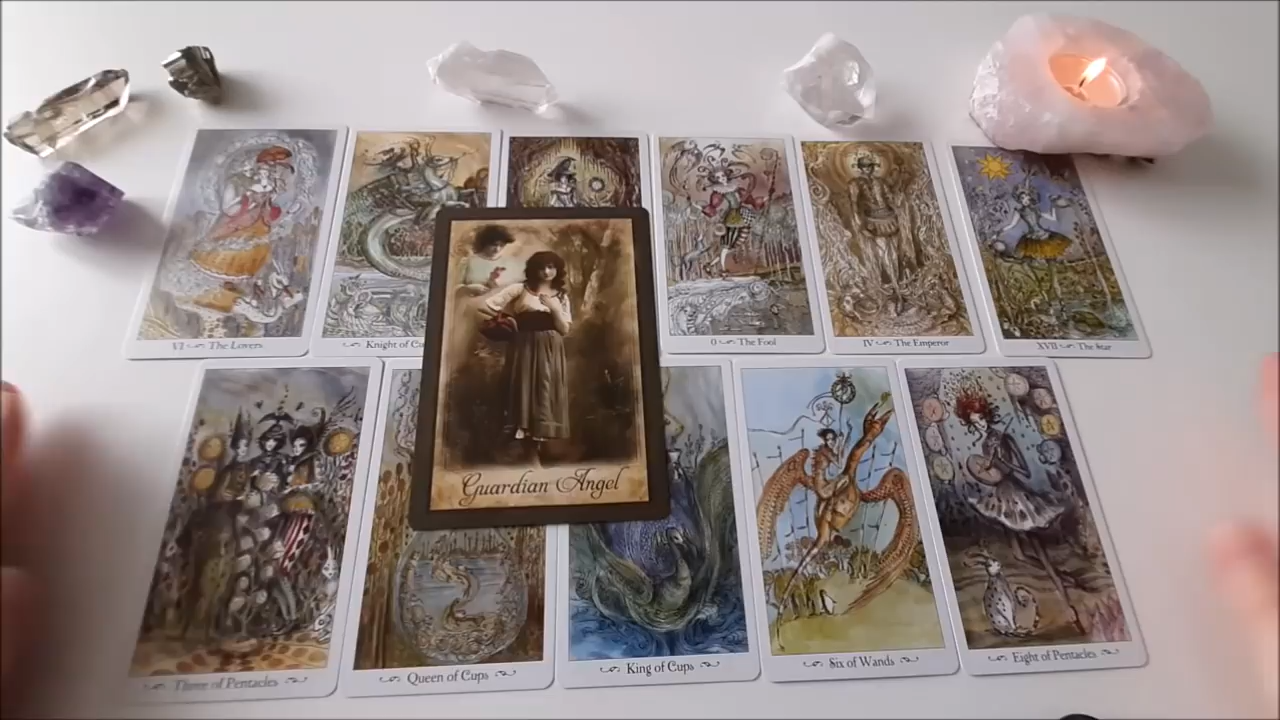 VI The Lovers
Knight of Cu
0 The Fool
IV The Emperor
XVII The Star
Guardian Angel
Three of Pentacles
Queen of Cups
King of Cups
Six of Wands
Eight of Pentacles